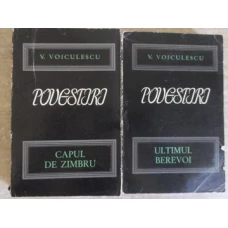 V. VOICULESCU
POVESTIRI
CAPUL
DE ZIMBRU
V. VOICULESCU
POVESTIRI
ULTIMUL
BEREVOI